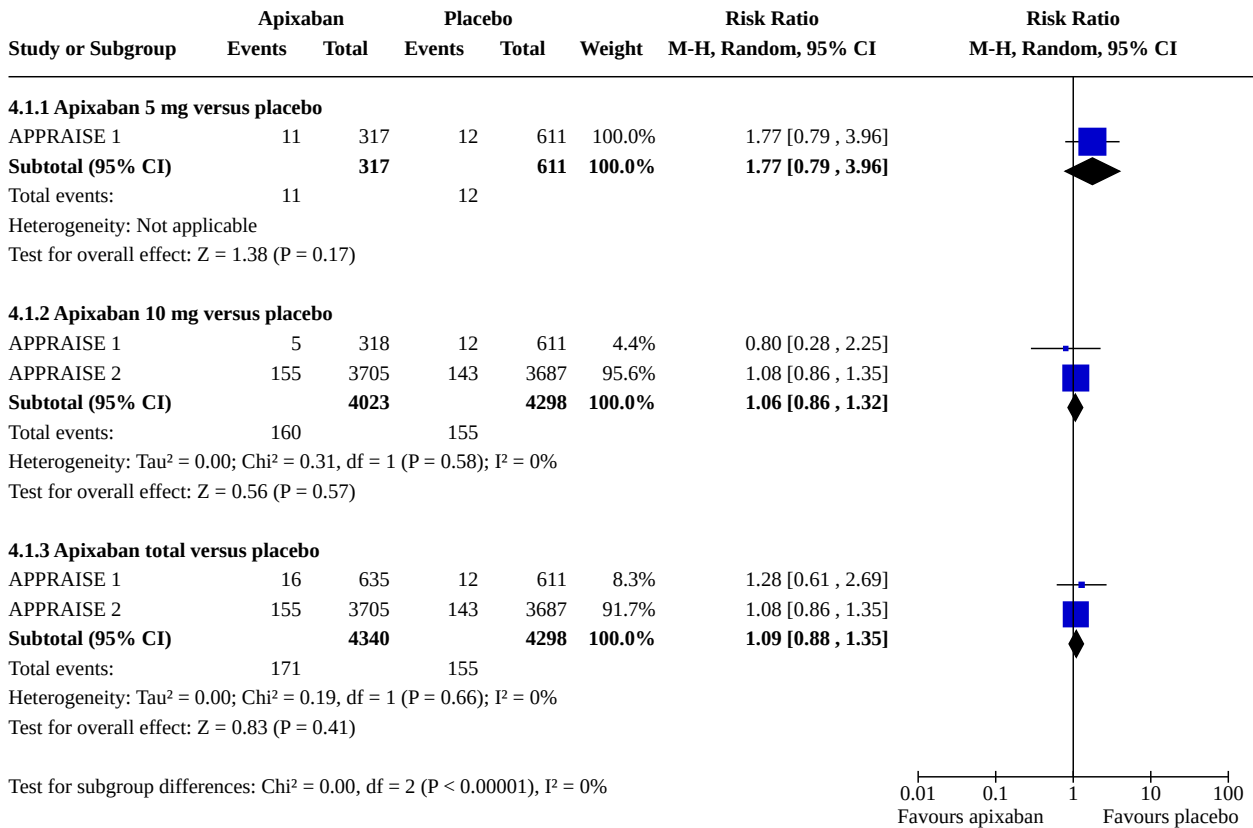 Apixaban Placebo Risk Ratio Risk Ratio
Study or Subgroup Events Total Events Total Weight M-H, Random, 95% CI M-H, Random, 95% CI
4.1.1 Apixaban 5 mg versus placebo
APPRAISE 1 11 317 12 611 100.0% 1.77 [0.79 , 3.96]
Subtotal (95% CI) 317 611 100.0% 1.77 [0.79 , 3.96]
Total events: 11 12
Heterogeneity: Not applicable
Test for overall effect: Z = 1.38 (P = 0.17)
4.1.2 Apixaban 10 mg versus placebo
APPRAISE 1 5 318 12 611 4.4% 0.80 [0.28 , 2.25]
APPRAISE 2 155 3705 143 3687 95.6% 1.08 [0.86 , 1.35]
Subtotal (95% CI) 4023 4298 100.0% 1.06 [0.86 , 1.32]
Total events: 160 155
Heterogeneity: Tau² = 0.00; Chi² = 0.31, df = 1 (P = 0.58); I² = 0%
Test for overall effect: Z = 0.56 (P = 0.57)
4.1.3 Apixaban total versus placebo
APPRAISE 1 16 635 12 611 8.3% 1.28 [0.61 , 2.69]
APPRAISE 2 155 3705 143 3687 91.7% 1.08 [0.86 , 1.35]
Subtotal (95% CI) 4340 4298 100.0% 1.09 [0.88 , 1.35]
Total events: 171 155
Heterogeneity: Tau² = 0.00; Chi² = 0.19, df = 1 (P = 0.66); I² = 0%
Test for overall effect: Z = 0.83 (P = 0.41)
Test for subgroup differences: Chi² = 0.00, df = 2 (P < 0.00001), I² = 0%
0.01 0.1 1 10 100
Favours apixaban Favours placebo